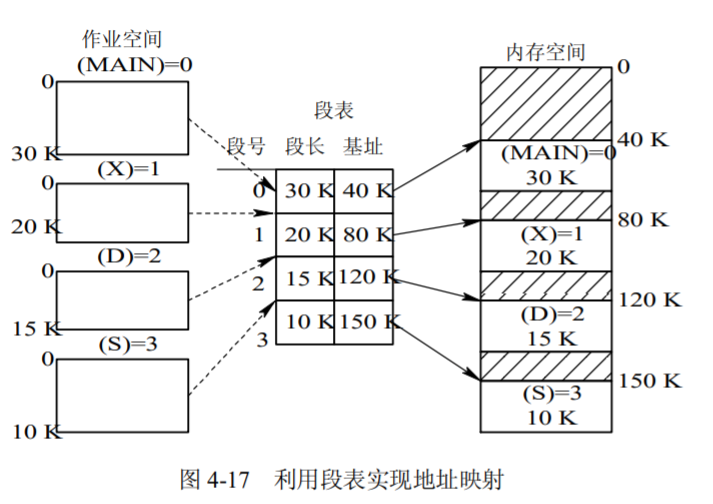 作业空间
(MAIN)=0
0
30 K
(X)=1
0
20 K
(D)=2
0
15 K
(S)=3
0
10 K
段表
段号 段长 基址
0 30 K 40 K
1 20 K 80 K
2 15 K 120 K
3 10 K 150 K
内存空间
0
40 K
(MAIN)=0
30 K
80 K
(X)=1
20 K
120 K
(D)=2
15 K
150 K
(S)=3
10 K
图 4-17 利用段表实现地址映射